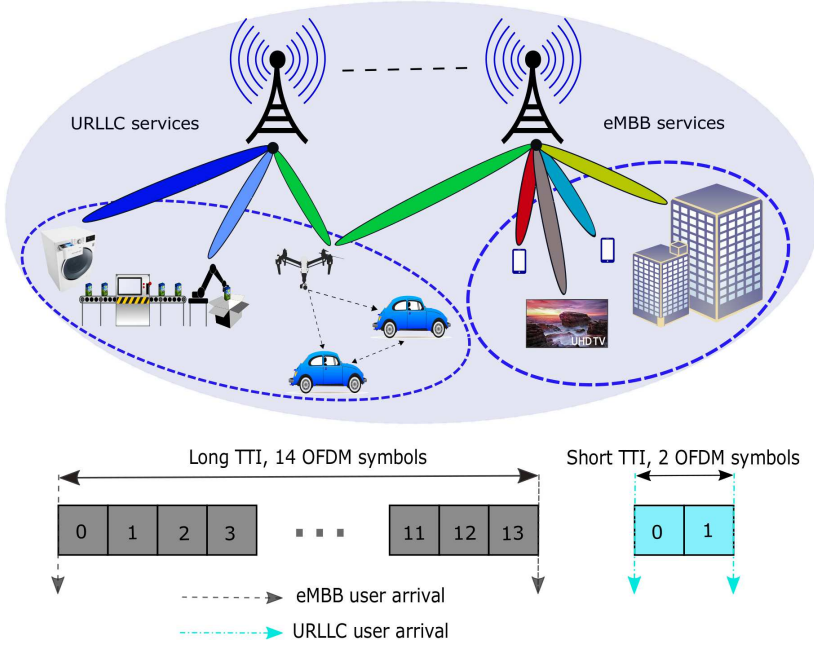 URLLC services
eMBB services
UHD TV
Long TTI, 14 OFDM symbols
Short TTI, 2 OFDM symbols
0 1 2 3 11 12 13
0 1
eMBB user arrival
URLLC user arrival